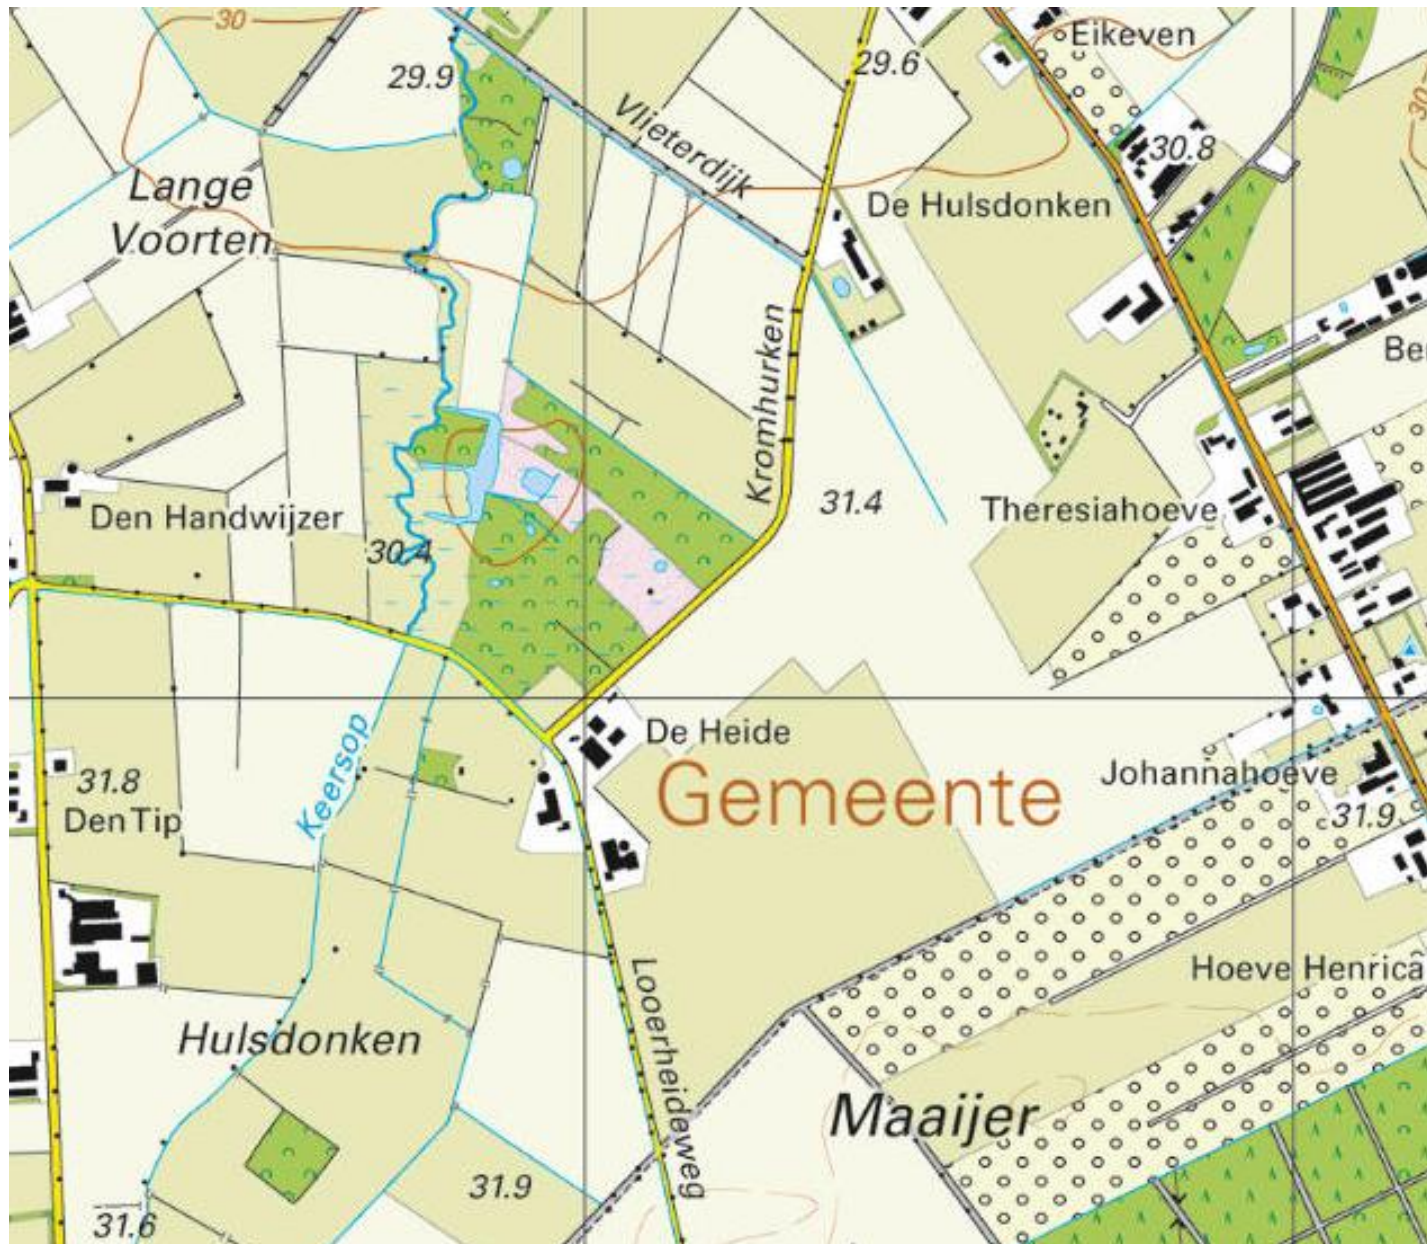 30
Eikeven
29.6
29.9
Vlieterdijk
30.8
30
Lange
Voorten
De Hulsdonken
Kromhurken
31.4
Theresiahoeve
Den Handwijzer
30.4
De Heide
Gemeente
Johannahoeve
31.9
Keersop
31.8
Den Tip
Hoeve Henrica
Looerheideweg
Hulsdonken
Maaijer
31.9
31.6